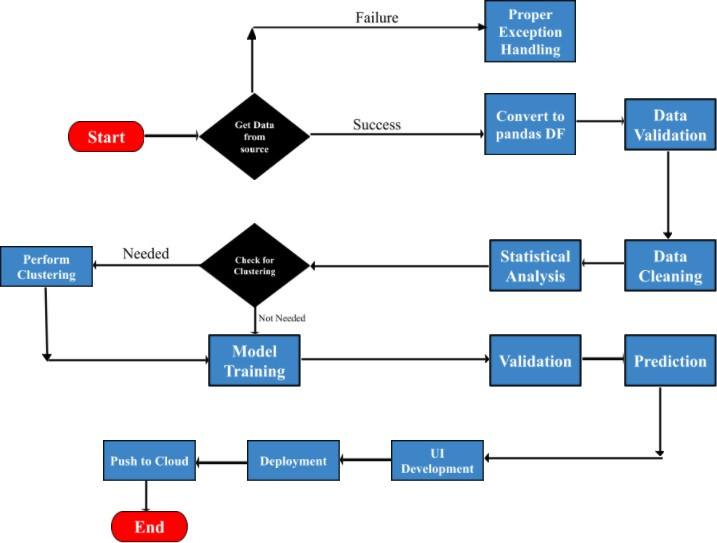 Failure
Proper
Exception
Handling
Start
Get Data
from
source
Success
Convert to
pandas DF
Data
Validation
Perform
Clustering
Needed
Check for
Clustering
Statistical
Analysis
Data
Cleaning
Not Needed
Model
Training
Validation
Prediction
Push to Cloud
Deployment
UI
Development
End